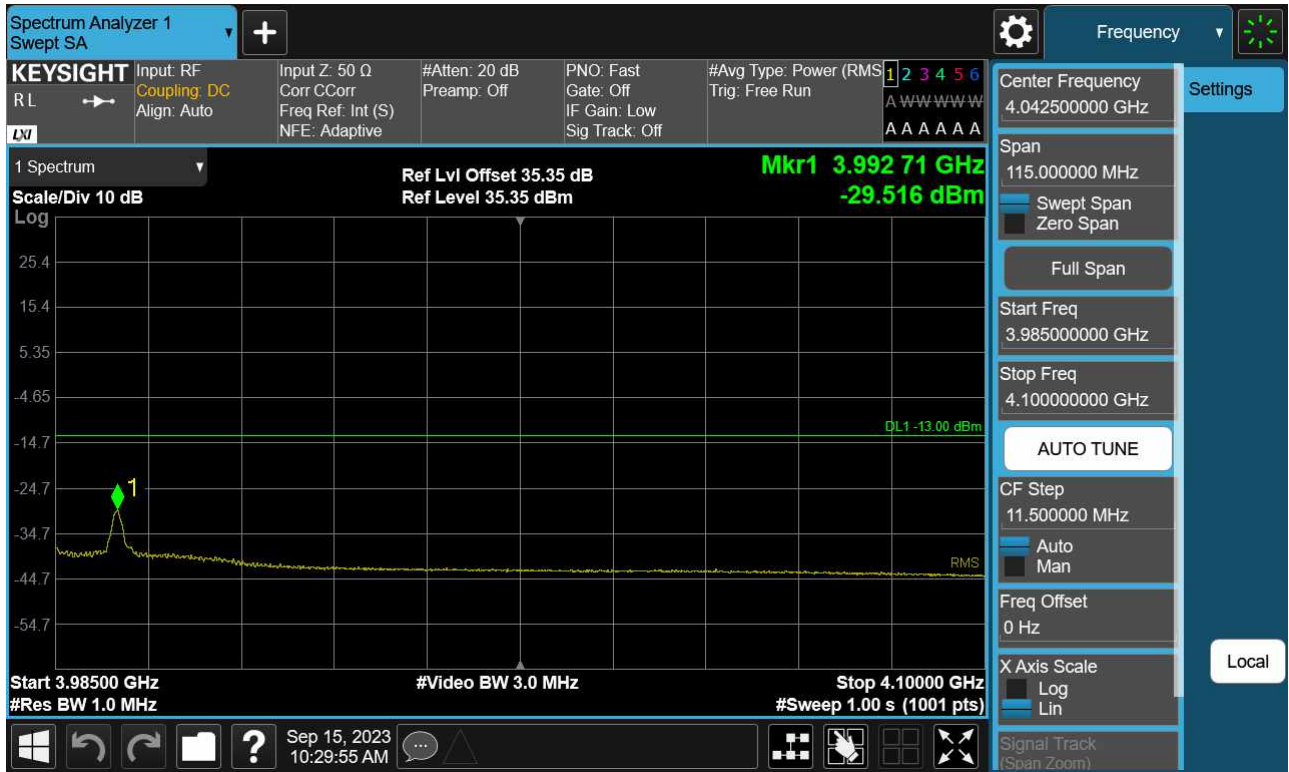 Spectrum Analyzer 1
Swept SA
+
Frequency
KEYSIGHT
R L
LXI
Input: RF
Coupling: DC
Align: Auto
Input Z: 50 Ω
Corr CCorr
Freq Ref: Int (S)
NFE: Adaptive
#Atten: 20 dB
Preamp: Off
PNO: Fast
Gate: Off
IF Gain: Low
Sig Track: Off
#Avg Type: Power (RMS
Trig: Free Run
1 2 3 4 5 6
A W W W W W
A A A A A A
1 Spectrum
Scale/Div 10 dB
Log
Ref Lvl Offset 35.35 dB
Ref Level 35.35 dBm
Mkr1 3.992 71 GHz
-29.516 dBm
25.4
15.4
5.35
-4.65
DL1 -13.00 dBm
-14.7
-24.7
1
-34.7
RMS
-44.7
-54.7
Start 3.98500 GHz
#Video BW 3.0 MHz
Stop 4.10000 GHz
#Res BW 1.0 MHz
#Sweep 1.00 s (1001 pts)
?
Sep 15, 2023
10:29:55 AM
Center Frequency
4.042500000 GHz
Settings
Span
115.000000 MHz
Swept Span
Zero Span
Full Span
Start Freq
3.985000000 GHz
Stop Freq
4.100000000 GHz
AUTO TUNE
CF Step
11.500000 MHz
Auto
Man
Freq Offset
0 Hz
X Axis Scale
Log
Lin
Local
Signal Track
(Span Zoom)